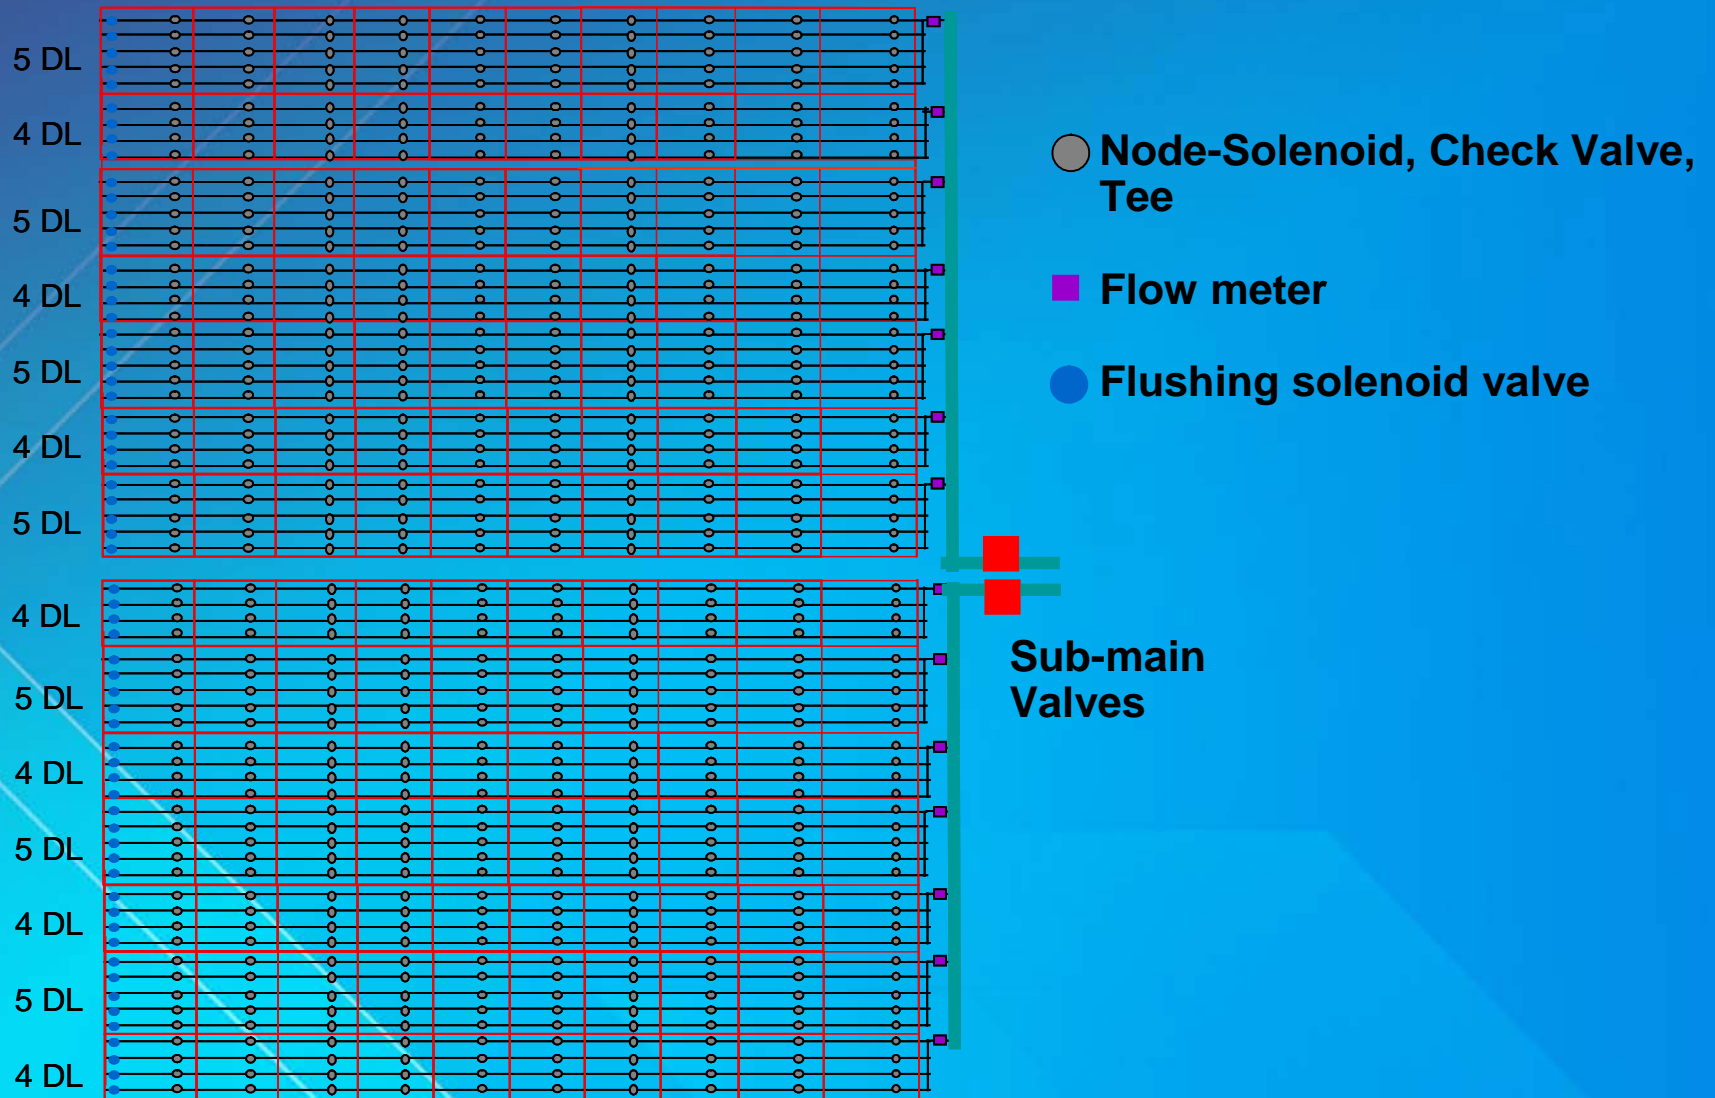 5 DL
4 DL
5 DL
4 DL
5 DL
4 DL
5 DL
4 DL
5 DL
4 DL
5 DL
4 DL
5 DL
4 DL
Node-Solenoid, Check Valve,
Tee
Flow meter
Flushing solenoid valve
Sub-main
Valves